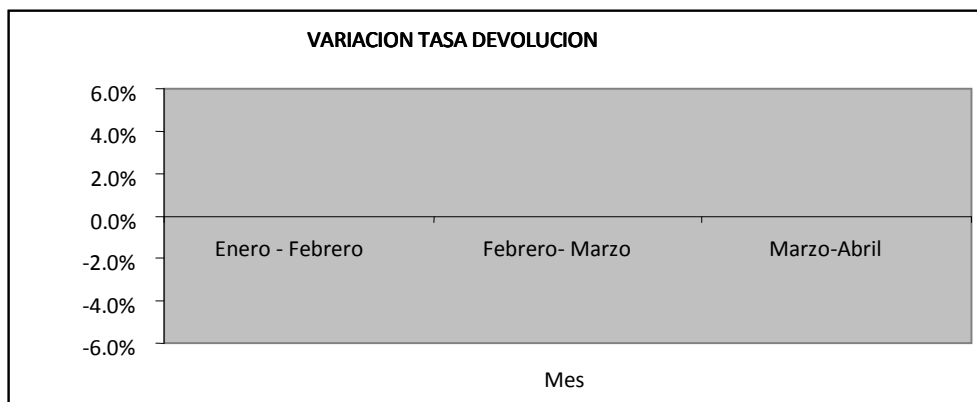 VARIACION TASA DEVOLUCION
6.0%
4.0%
2.0%
0.0%
Enero - Febrero Febrero- Marzo Marzo-Abril
-2.0%
-4.0%
-6.0%
Mes